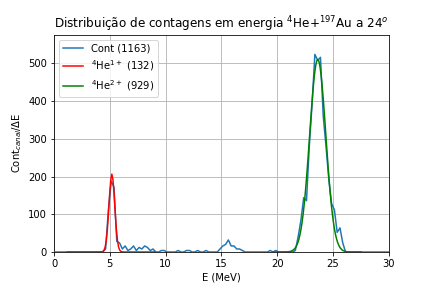 Distribuição de contagens em energia ⁴He+¹⁹⁷Au a 24º
Cont (1163)
⁴He¹⁺ (132)
⁴He²⁺ (929)
Cont_canal/ΔE
500
400
300
200
100
0
0 5 10 15 20 25 30
E (MeV)